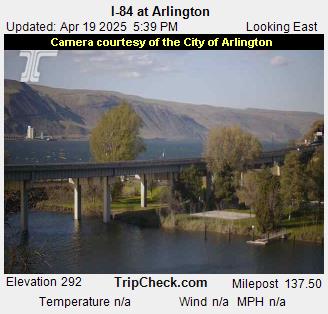 I-84 at Arlington
Updated: Apr 19 2025 5:39 PM Looking East
Camera courtesy of the City of Arlington
Elevation 292 TripCheck.com Milepost 137.50
Temperature n/a Wind n/a MPH n/a